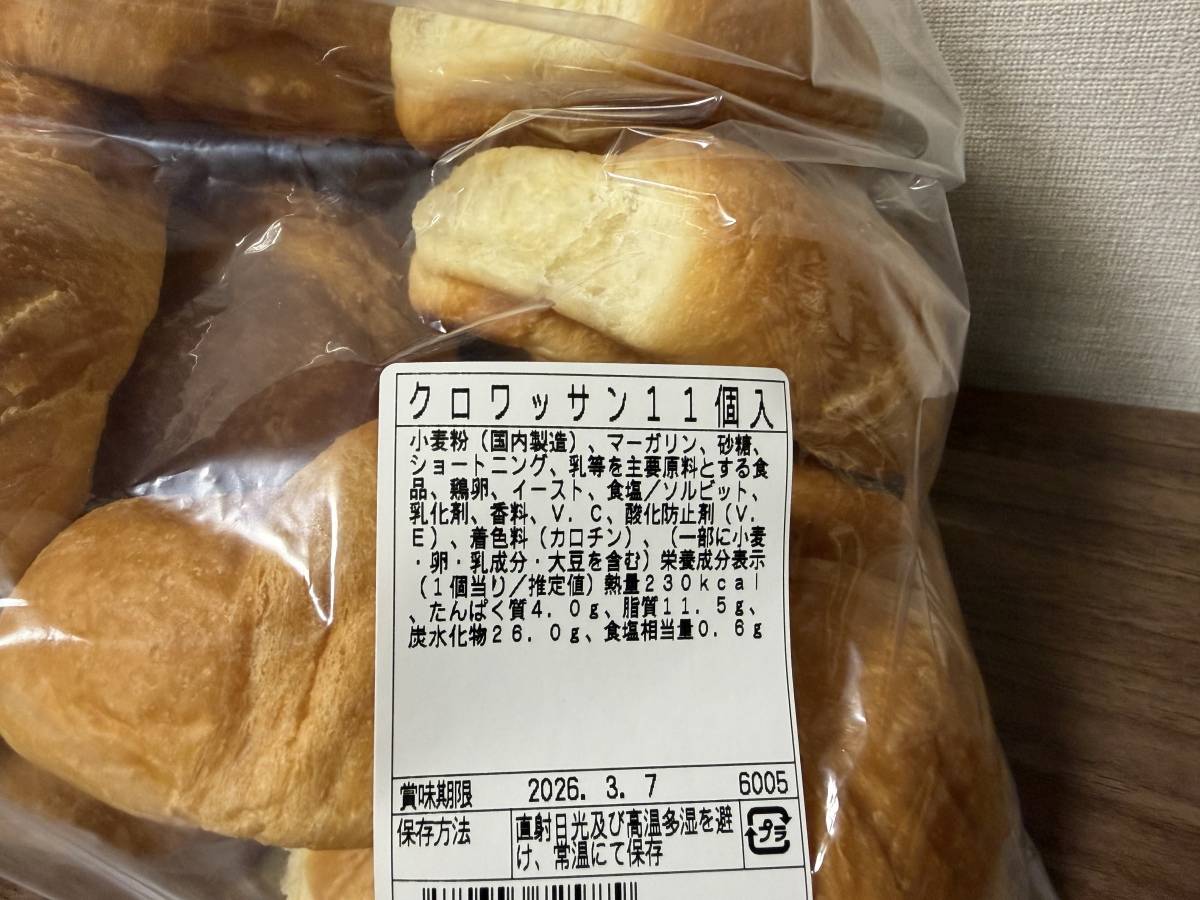 クロワッサン１１個入
小麦粉（国内製造）、マーガリン、砂糖、
ショートニング、乳等を主要原料とする食
品、鶏卵、イースト、食塩／ソルビット、
乳化剤、香料、Ｖ．Ｃ、酸化防止剤（Ｖ．
Ｅ）、着色料（カロチン）、（一部に小麦
・卵・乳成分・大豆を含む）栄養成分表示
（１個当り／推定値）熱量２３０ｋｃａｌ
、たんぱく質４．０ｇ、脂質１１．５ｇ、
炭水化物２６．０ｇ、食塩相当量０．６ｇ
賞味期限 2026. 3. 7 6005
保存方法 直射日光及び高温多湿を避
け、常温にて保存
プラ